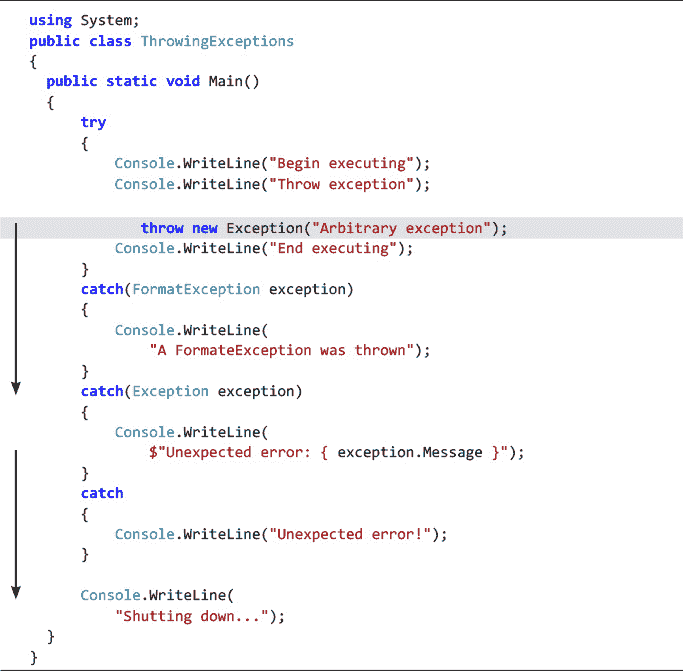 using System;
public class ThrowingExceptions
{
public static void Main()
{
try
{
Console.WriteLine("Begin executing");
Console.WriteLine("Throw exception");
throw new Exception("Arbitrary exception");
Console.WriteLine("End executing");
}
catch(FormatException exception)
{
Console.WriteLine(
"A FormateException was thrown");
}
catch(Exception exception)
{
Console.WriteLine(
$"Unexpected error: { exception.Message }");
}
catch
{
Console.WriteLine("Unexpected error!");
}
Console.WriteLine(
"Shutting down...");
}
}